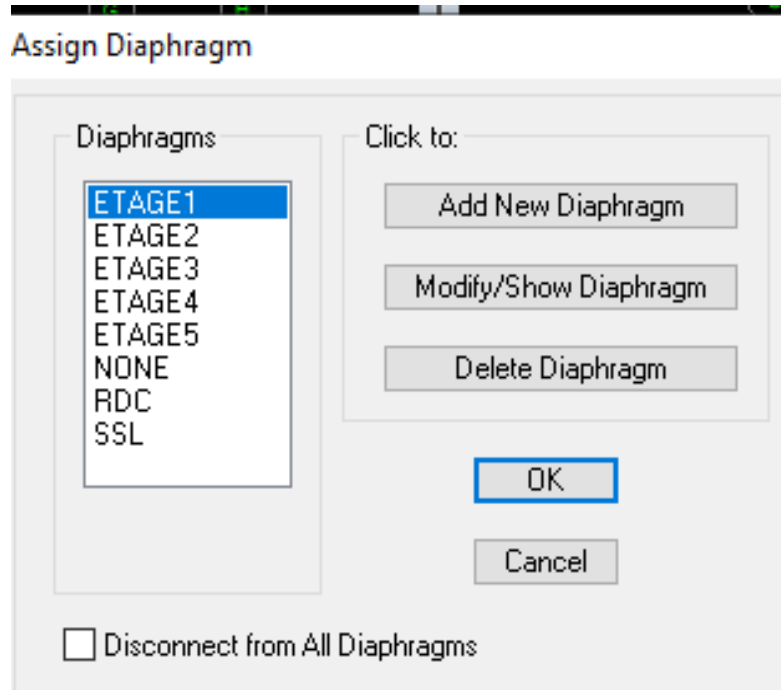 Assign Diaphragm
Diaphragms
ETAGE1
ETAGE2
ETAGE3
ETAGE4
ETAGE5
NONE
RDC
SSL
Click to:
Add New Diaphragm
Modify/Show Diaphragm
Delete Diaphragm
OK
Cancel
Disconnect from All Diaphragms